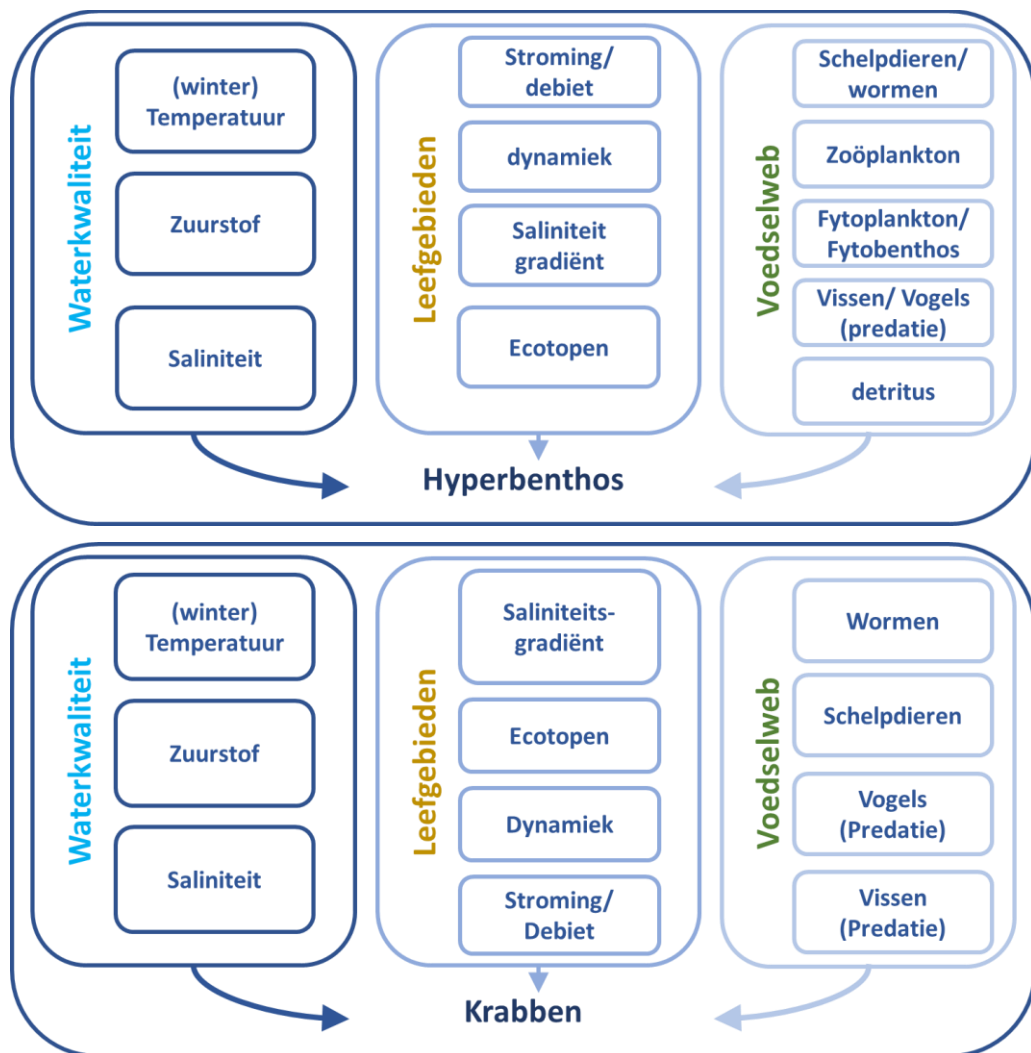 Waterkwaliteit
(winter)
Temperatuur
Zuurstof
Saliniteit
Leefgebieden
Stroming/
debiet
dynamiek
Saliniteit
gradiënt
Ecotopen
Voedselweb
Schelpdieren/
wormen
Zoöplankton
Fytoplankton/
Fytobenthos
Vissen/ Vogels
(predatie)
detritus
Hyperbenthos
Waterkwaliteit
(winter)
Temperatuur
Zuurstof
Saliniteit
Leefgebieden
Saliniteits-
gradiënt
Ecotopen
Dynamiek
Stroming/
Debiet
Voedselweb
Wormen
Schelpdieren
Vogels
(Predatie)
Vissen
(Predatie)
Krabben